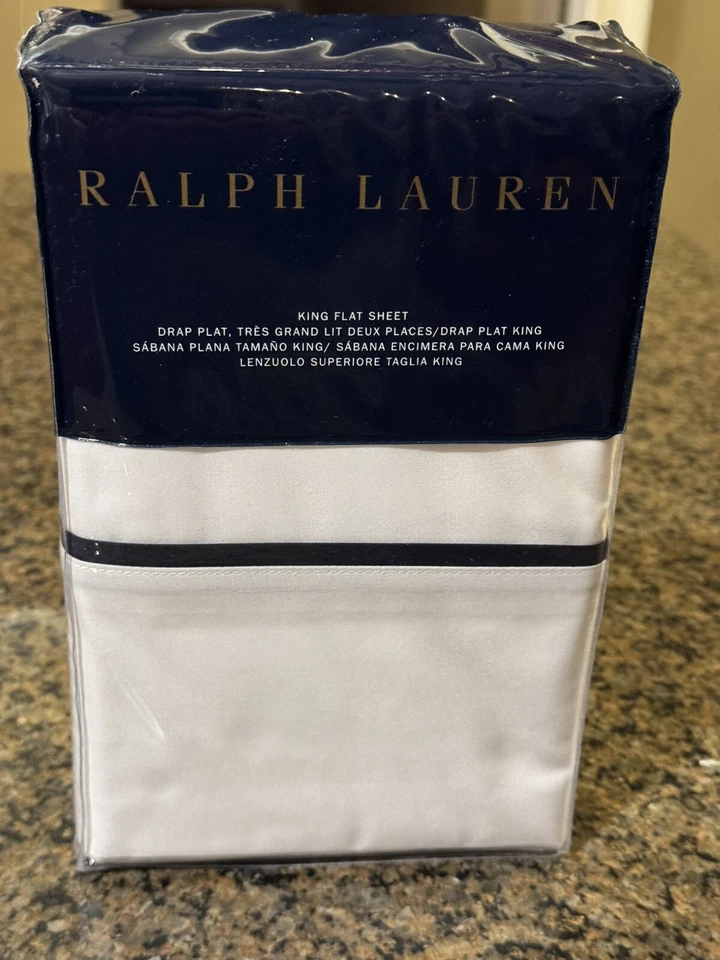 RALPH LAUREN
KING FLAT SHEET
DRAP PLAT, TRÈS GRAND LIT DEUX PLACES/DRAP PLAT KING
SÁBANA PLANA TAMAÑO KING/ SÁBANA ENCIMERA PARA CAMA KING
LENZUOLO SUPERIORE TAGLIA KING